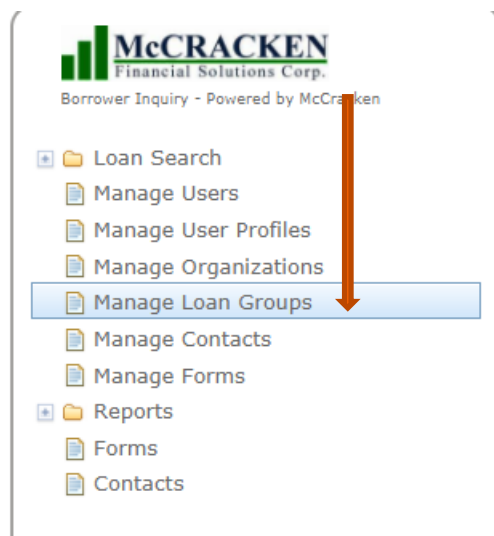 McCRACKEN
Financial Solutions Corp.
Borrower Inquiry - Powered by McCracken
Loan Search
Manage Users
Manage User Profiles
Manage Organizations
Manage Loan Groups
Manage Contacts
Manage Forms
Reports
Forms
Contacts